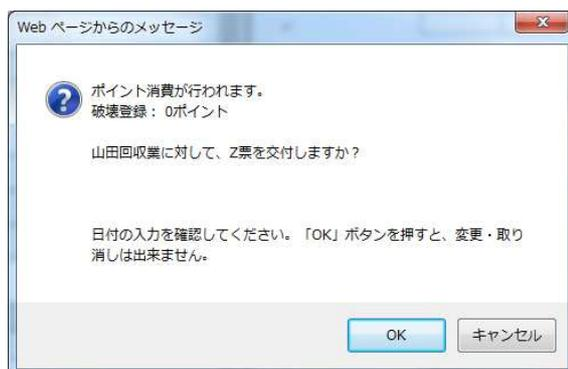 Web ページからのメッセージ
ポイント消費が行われます。
破壊登録： 0ポイント
山田回収業に対して、Z票を交付しますか？
日付の入力を確認してください。「OK」ボタンを押すと、変更・取り
消しは出来ません。
OK
キャンセル